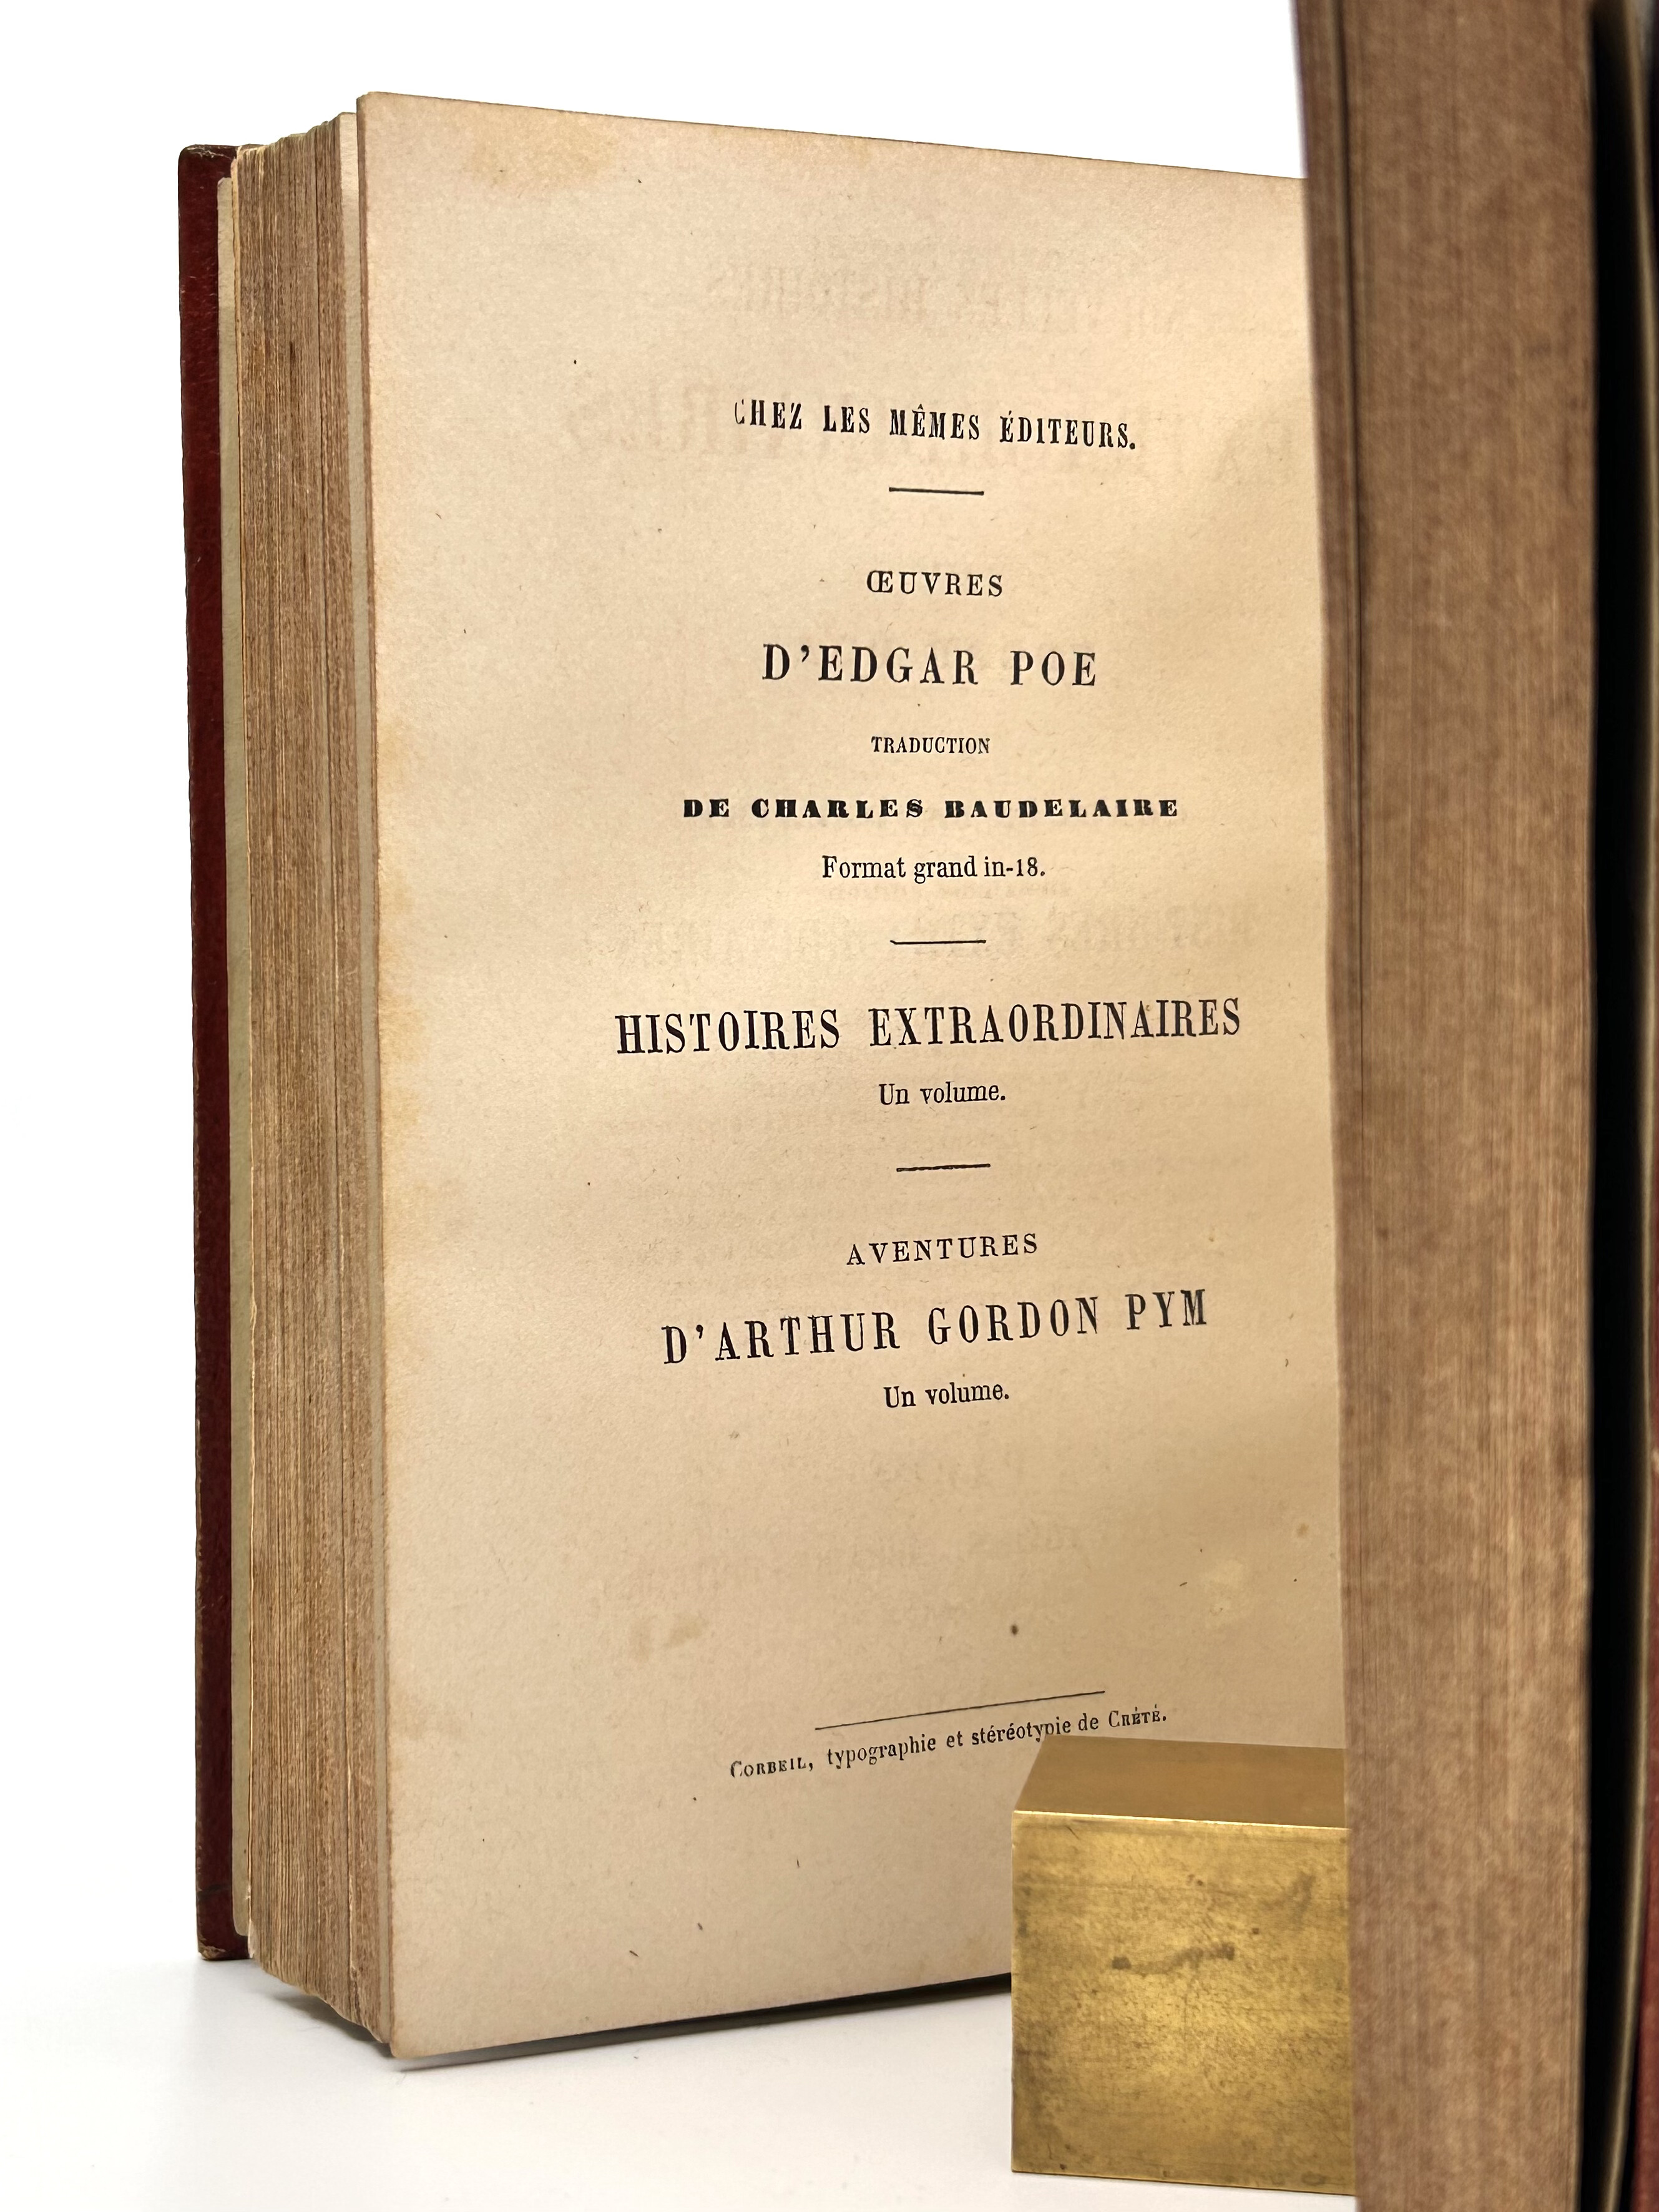 CHEZ LES MÊMES ÉDITEURS.
ŒUVRES
D'EDGAR POE
TRADUCTION
DE CHARLES BAUDELAIRE
Format grand in-18.
HISTOIRES EXTRAORDINAIRES
Un volume.
AVENTURES
D'ARTHUR GORDON PYM
Un volume.
CORBEIL, typographie et stéréotypie de CRÉTÉ.